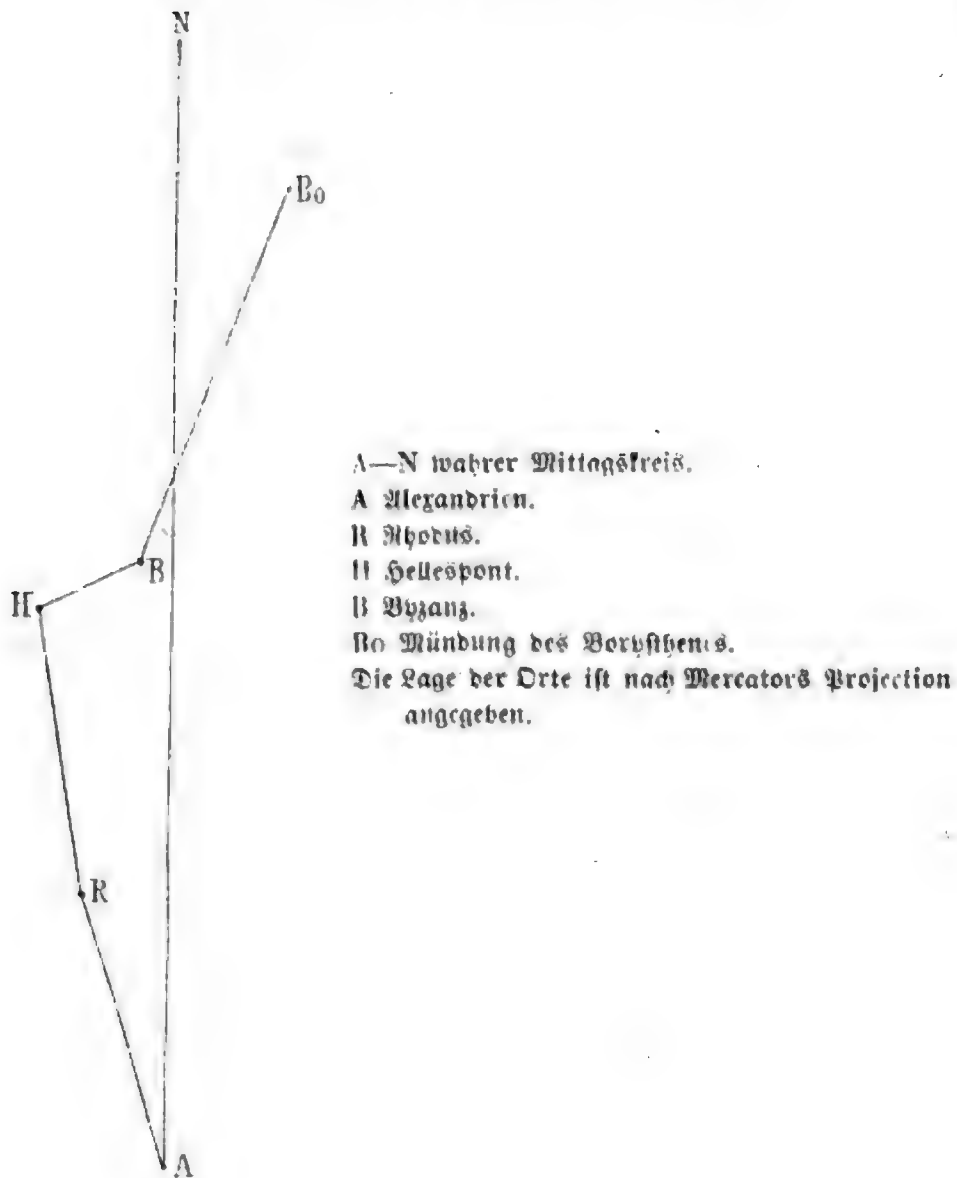 N
Bo
A—N wahrer Mittagskreis.
A Alexandrien.
R Rhodus.
H Hellespont.
B Byzanz.
Bo Mündung des Borysthenes.
Die Lage der Orte ist nach Mercators Projection
angegeben.
B
H
R
A